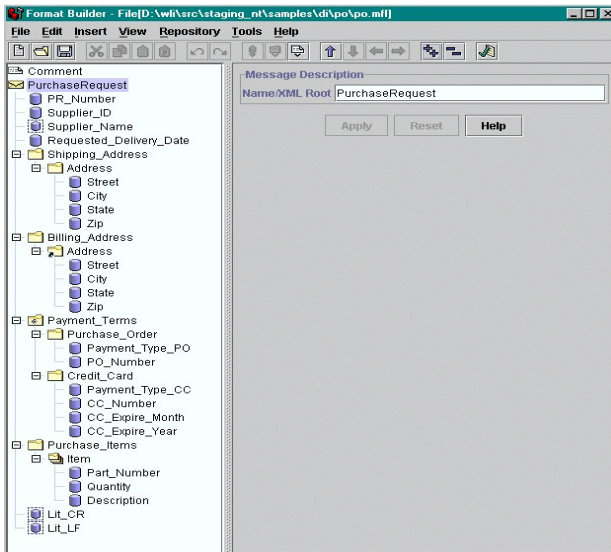 Format Builder - File[D:\wli\src\staging_nt\samples\di\po\po.mfl]
File Edit Insert View Repository Tools Help
Comment
PurchaseRequest
PR_Number
Supplier_ID
Supplier_Name
Requested_Delivery_Date
Shipping_Address
Address
Street
City
State
Zip
Billing_Address
Address
Street
City
State
Zip
Payment_Terms
Purchase_Order
Payment_Type_PO
PO_Number
Credit_Card
Payment_Type_CC
CC_Number
CC_Expire_Month
CC_Expire_Year
Purchase_Items
Item
Part_Number
Quantity
Description
Lit_CR
Lit_LF
Message Description
Name/XML Root PurchaseRequest
Apply Reset Help